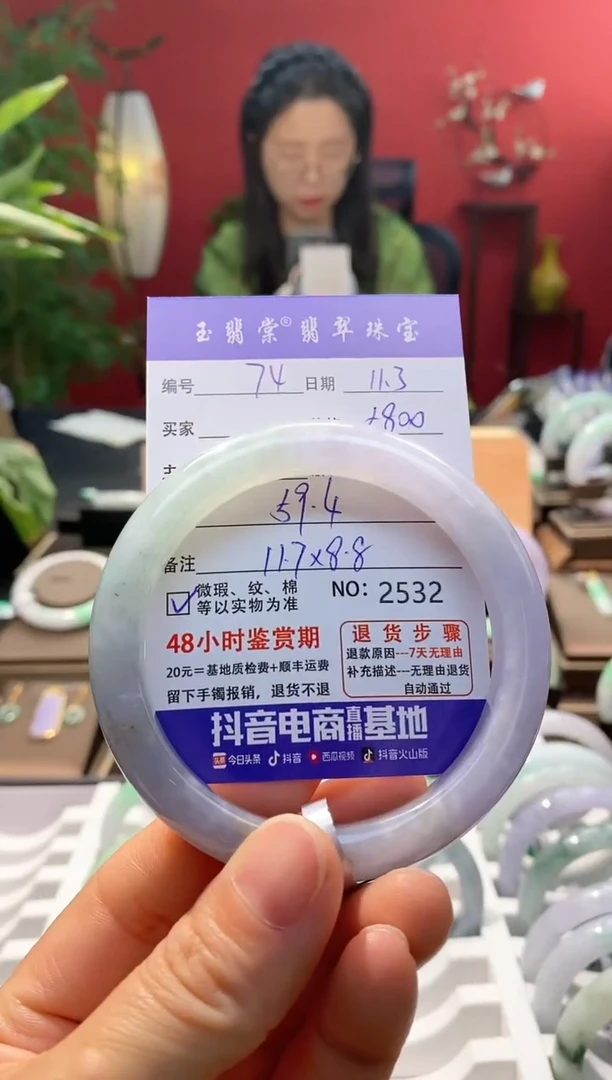 玉翡棠® 翡翠珠宝
编号 74 日期 11.3
买家
59.4
备注 11.7x8.8
微瑕、纹、棉 NO: 2532
等以实物为准
48小时鉴赏期
20元=基地质检费+顺丰运费
留下手镯报销，退货不退
退货步骤
退款原因---7天无理由
补充描述---无理由退货
自动通过
抖音电商直播基地
头条 今日头条 抖音 西瓜视频 抖音火山版